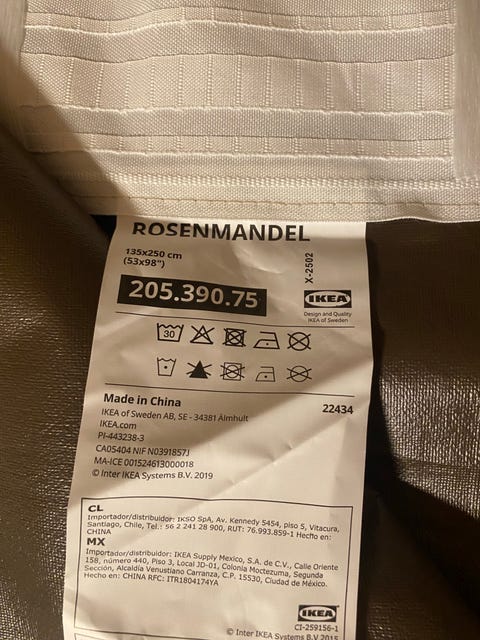 ROSENMANDEL
135x250 cm
(53x98")
X-2502
205.390.75
IKEA
Design and Quality
IKEA of Sweden
30
Made in China
22434
IKEA of Sweden AB, SE - 34381 Älmhult
IKEA.com
PI-443238-3
CA05404 NIF N0391857J
MA-ICE 001524613000018
© Inter IKEA Systems B.V. 2019
CL
Importador/distribuidor: IKSO SpA, Av. Kennedy 5454, piso 5, Vitacura,
Santiago, Chile, Tel.: 56 2 241 28 900, RUT: 76.993.859-1 Hecho en:
CHINA
MX
Importador/distribuidor: IKEA Supply Mexico, S.A. de C.V., Calle Oriente
158, número 440, Piso 3, Local JD-01, Colonia Moctezuma, Segunda
Sección, Alcaldía Venustiano Carranza, C.P. 15530, Ciudad de México.
Hecho en: CHINA RFC: ITR1804174YA
IKEA
CI-259156-1
© Inter IKEA Systems B.V. 2015